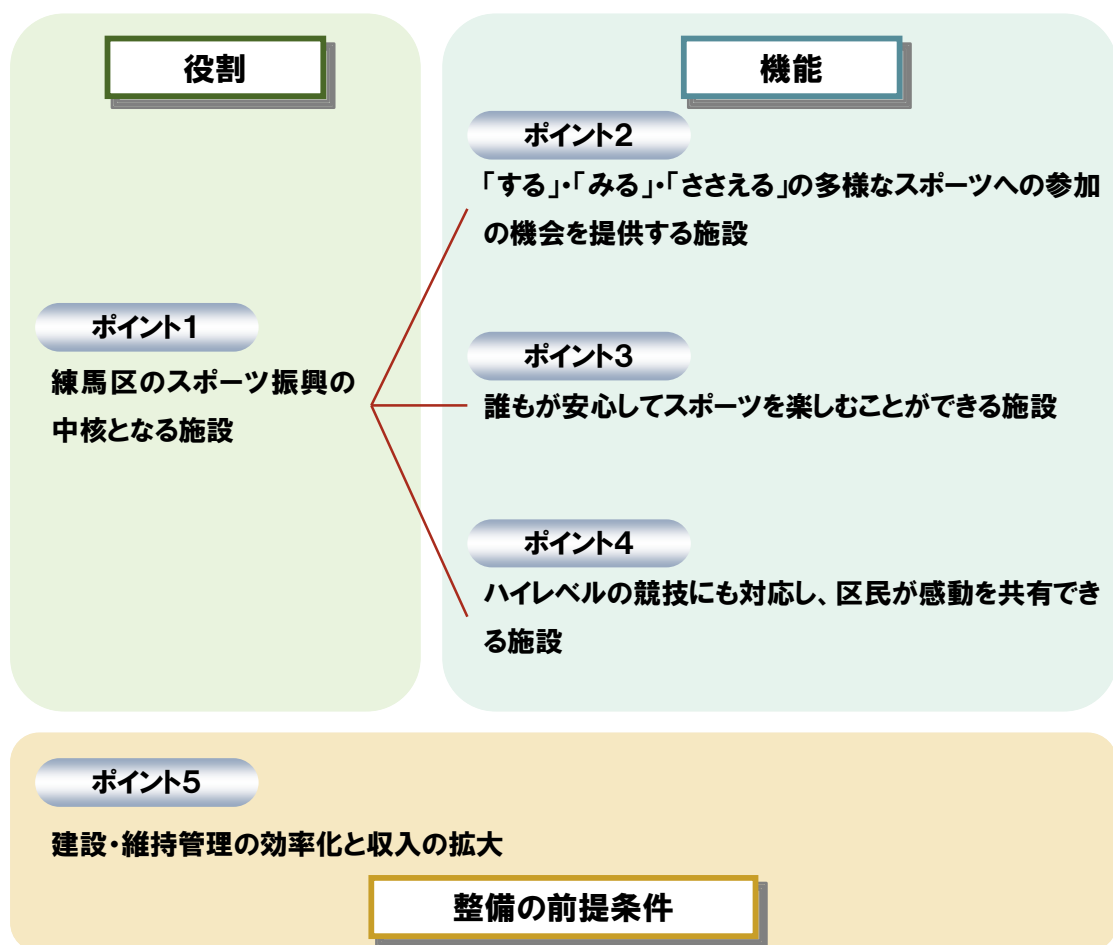 役割
ポイント1
練馬区のスポーツ振興の
中核となる施設
機能
ポイント2
「する」・「みる」・「ささえる」の多様なスポーツへの参加
の機会を提供する施設
ポイント3
誰もが安心してスポーツを楽しむことができる施設
ポイント4
ハイレベルの競技にも対応し、区民が感動を共有でき
る施設
ポイント5
建設・維持管理の効率化と収入の拡大
整備の前提条件